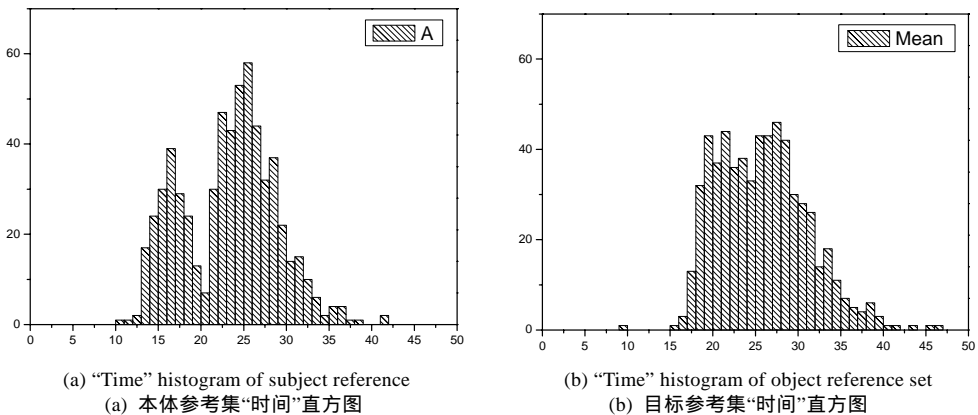 A
60
40
20
0
0 5 10 15 20 25 30 35 40 45 50
(a) “Time” histogram of subject reference
(a) 本体参考集“时间”直方图
Mean
60
40
20
0
0 5 10 15 20 25 30 35 40 45 50
(b) “Time” histogram of object reference set
(b) 目标参考集“时间”直方图